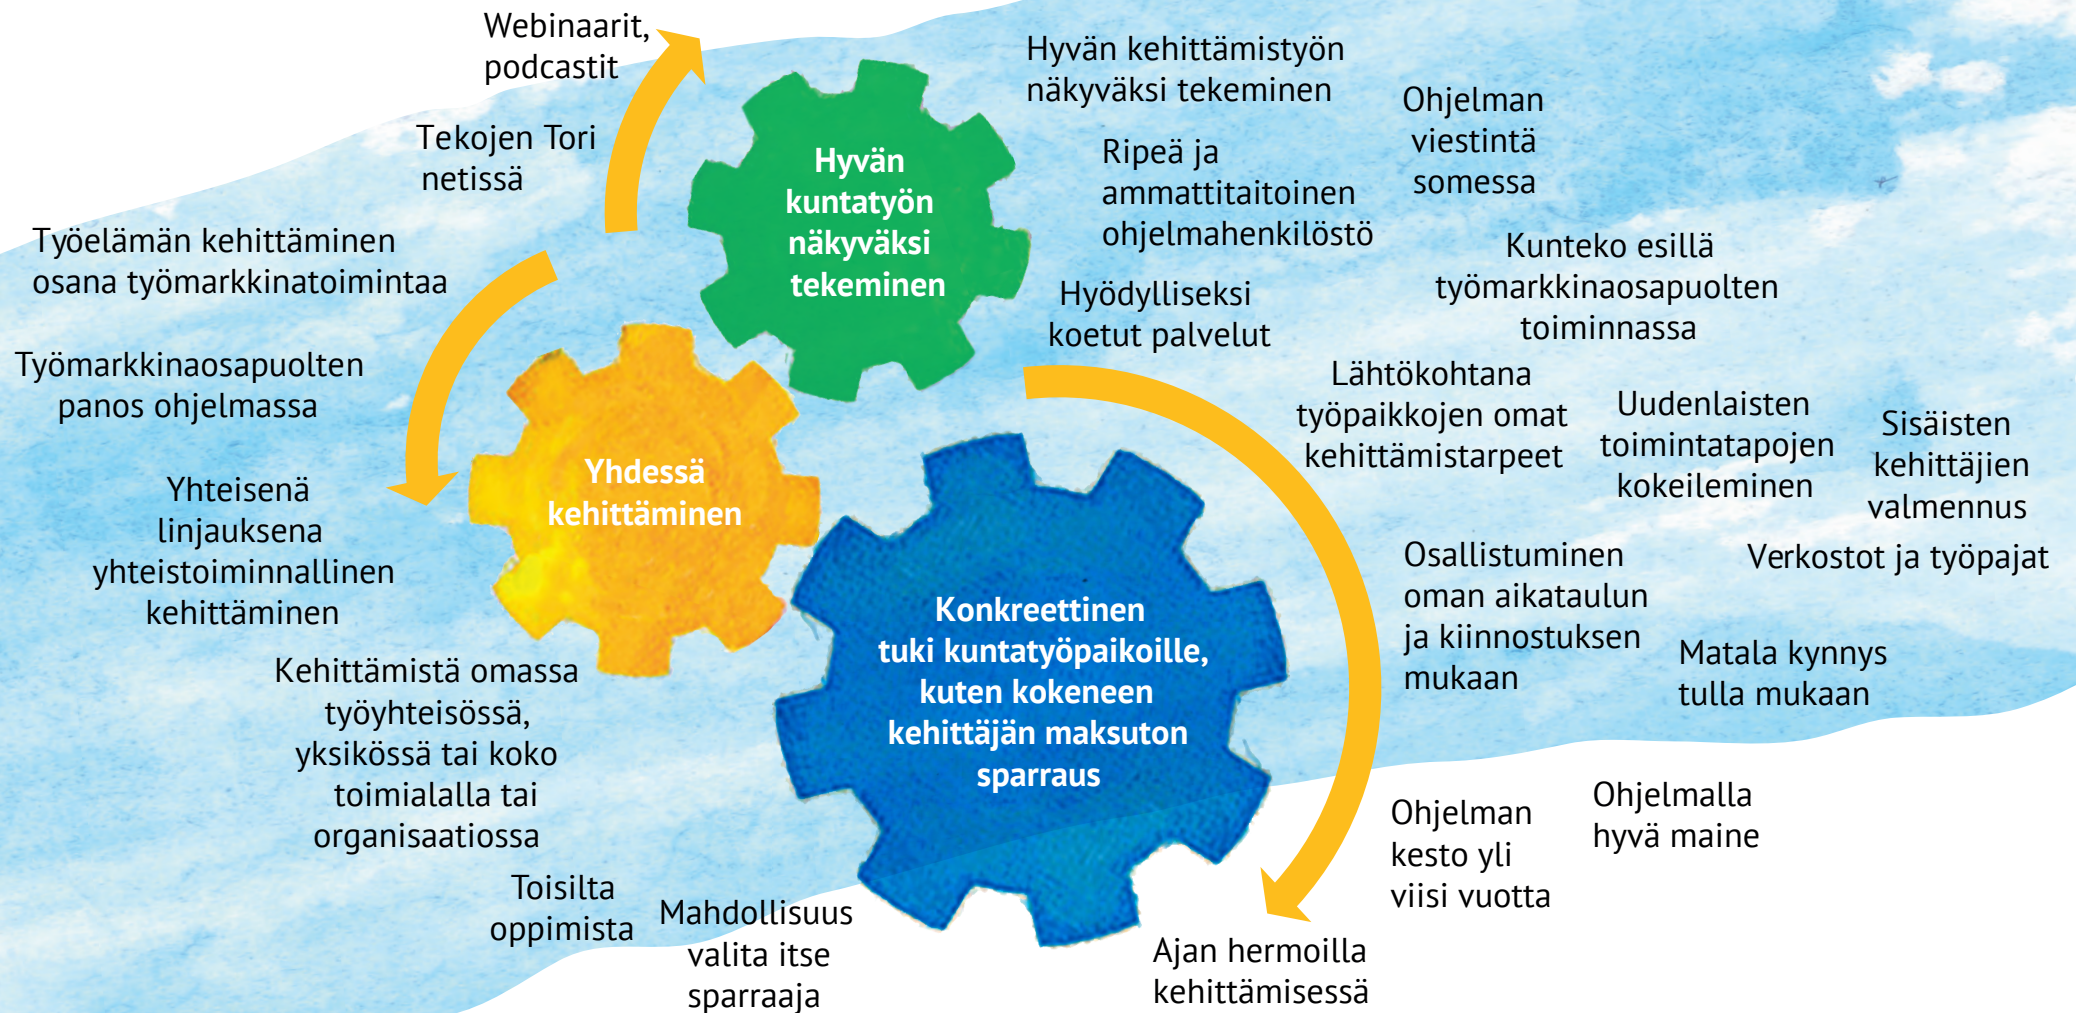 Webinaarit,
podcastit
Tekojen Tori
netissä
Työelämän kehittäminen
osana työmarkkinatoimintaa
Työmarkkinaosapuolten
panos ohjelmassa
Yhteisenä
linjauksena
yhteistoiminnallinen
kehittäminen
Kehittämistä omassa
työyhteisössä,
yksikössä tai koko
toimialalla tai
organisaatiossa
Toisilta
oppimista
Mahdollisuus
valita itse
sparraaja
Hyvän
kuntatyön
näkyväksi
tekeminen
Yhdessä
kehittäminen
Konkreettinen
tuki kuntatyöpaikoille,
kuten kokeneen
kehittäjän maksuton
sparraus
Hyvän kehittämistyön
näkyväksi tekeminen
Ohjelman
viestintä
somessa
Ripeä ja
ammattitaitoinen
ohjelmahenkilöstö
Kunteko esillä
työmarkkinaosapuolten
toiminnassa
Hyödylliseksi
koetut palvelut
Lähtökohtana
työpaikkojen omat
kehittämistarpeet
Uudenlaisten
toimintatapojen
kokeileminen
Sisäisten
kehittäjien
valmennus
Osallistuminen
oman aikataulun
ja kiinnostuksen
mukaan
Verkostot ja työpajat
Matala kynnys
tulla mukaan
Ohjelman
kesto yli
viisi vuotta
Ohjelmalla
hyvä maine
Ajan hermoilla
kehittämisessä